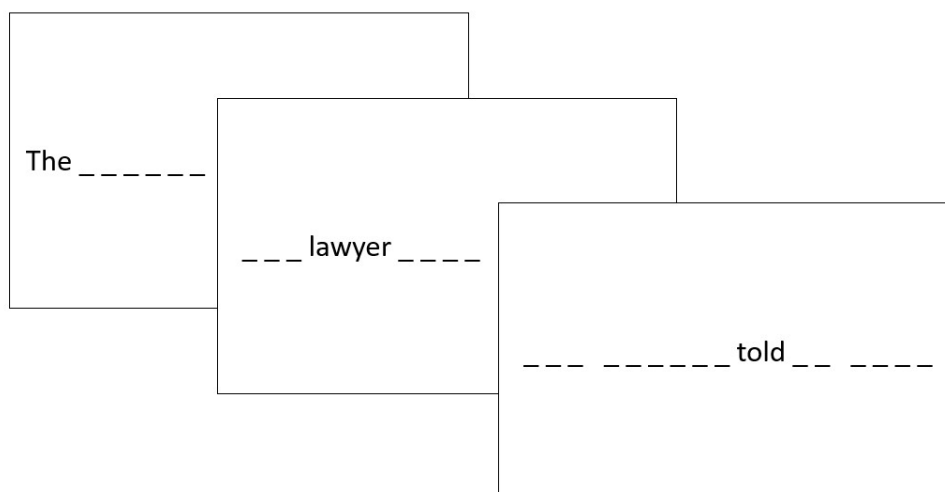 The _ _ _ _ _ _
_ _ _ lawyer _ _ _ _
_ _ _ _ _ _ _ _ _ told _ _ _ _ _ _